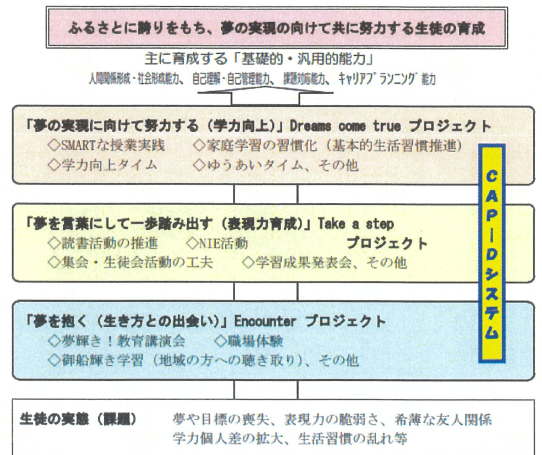 ふるさとに誇りをもち、夢の実現の向けて共に努力する生徒の育成
主に育成する「基礎的・汎用的能力」
人間関係形成・社会形成能力、自己理解・自己管理能力、課題対応能力、キャリアプランニング能力
「夢の実現に向けて努力する（学力向上）」Dreams come true プロジェクト
◇SMARTな授業実践　◇家庭学習の習慣化（基本的生活習慣推進）
◇学力向上タイム　◇ゆうあいタイム、その他
「夢を言葉にして一歩踏み出す（表現力育成）」Take a step
◇読書活動の推進　◇NIE活動　プロジェクト
◇集会・生徒会活動の工夫　◇学習成果発表会、その他
「夢を抱く（生き方との出会い）」Encounter プロジェクト
◇夢輝き！教育講演会　◇職場体験
◇御船輝き学習（地域の方への聴き取り）、その他
CAP－Dシステム
生徒の実態（課題）　夢や目標の喪失、表現力の脆弱さ、希薄な友人関係
学力個人差の拡大、生活習慣の乱れ等